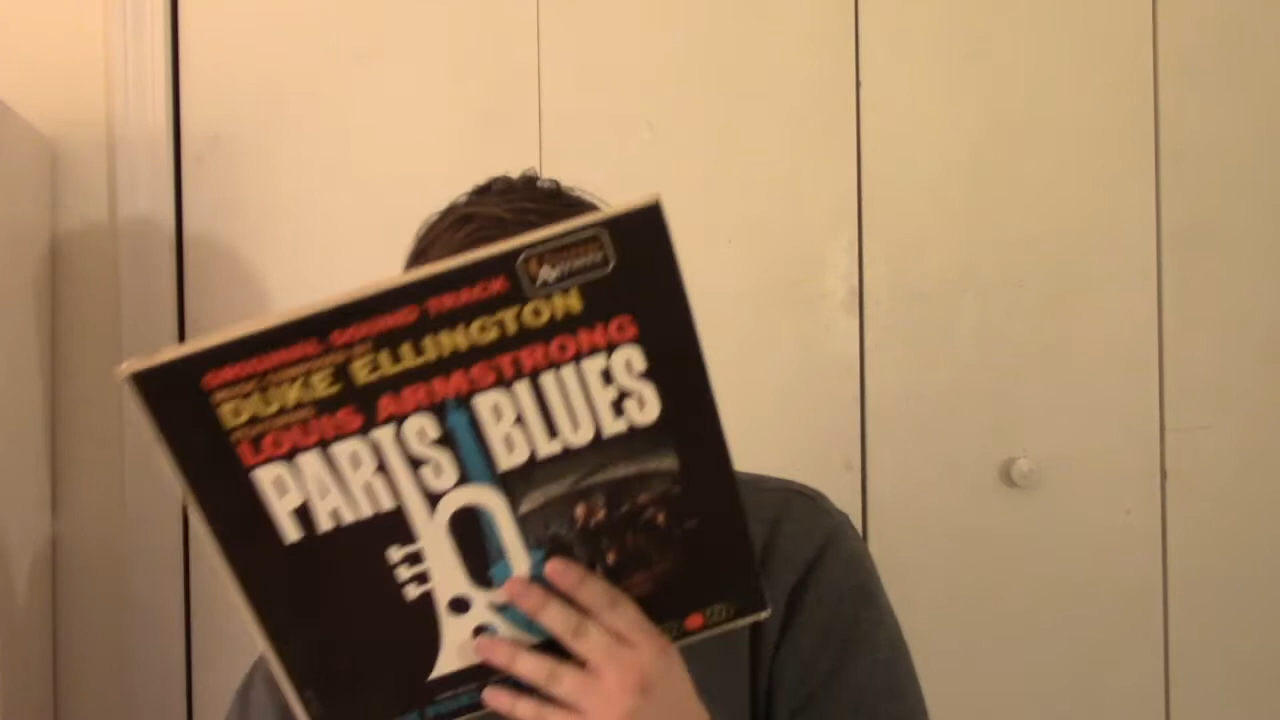 ORIGINAL SOUND TRACK
DUKE ELLINGTON
LOUIS ARMSTRONG
PARIS BLUES